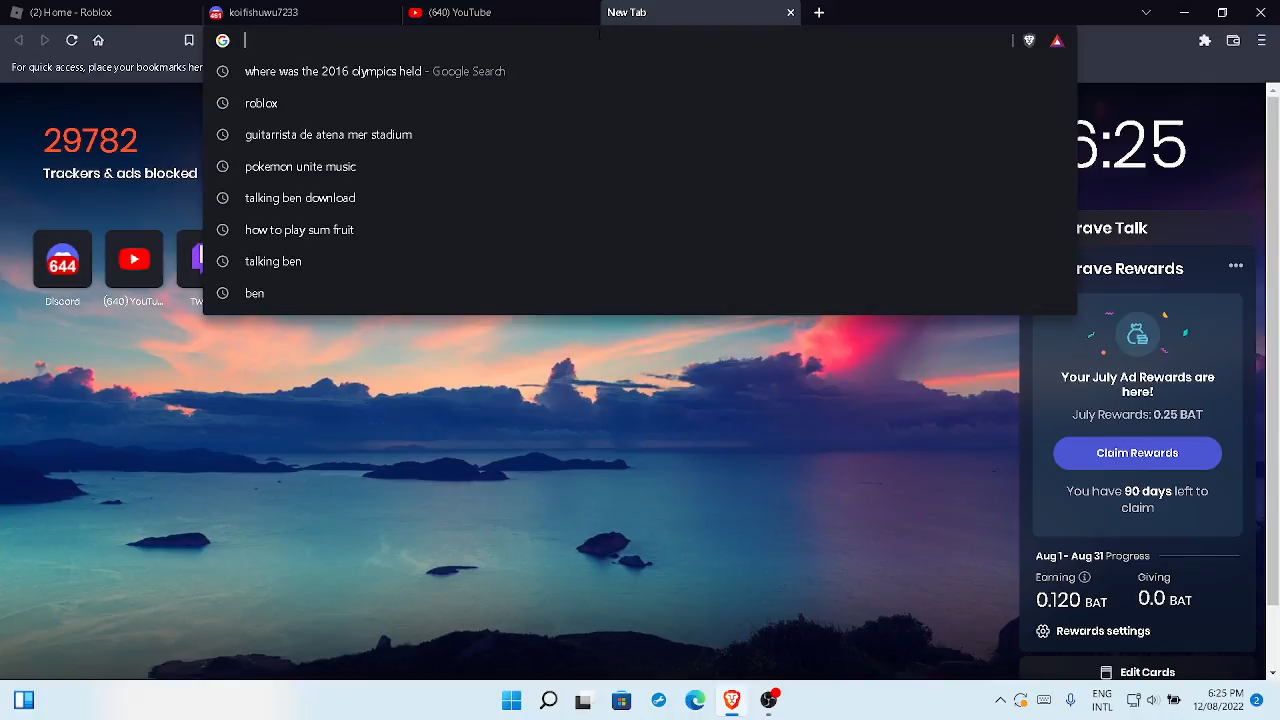 (2) Home - Roblox
461
koifishuwu7233
(640) YouTube
New Tab
For quick access, place your bookmarks her
where was the 2016 olympics held - Google Search
roblox
guitarrista de atena mer stadium
pokemon unite music
talking ben download
how to play sum fruit
talking ben
ben
29782
Trackers & ads blocked
6:25
644
Discord
(640) YouTu...
Tw
rave Talk
rave Rewards
Your July Ad Rewards are
here!
July Rewards: 0.25 BAT
Claim Rewards
You have 90 days left to
claim
Aug 1 - Aug 31 Progress
Earning
Giving
0.120 BAT
0.0 BAT
Rewards settings
Edit Cards
ENG
INTL
6:25 PM
12/08/2022
2